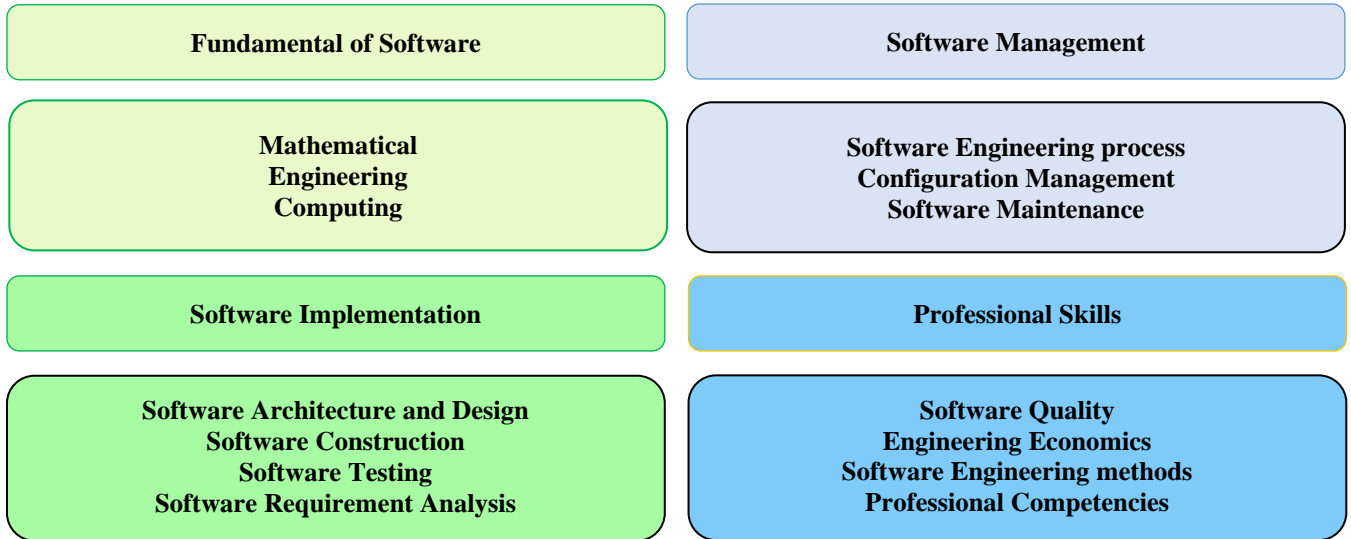 Fundamental of Software
Mathematical
Engineering
Computing
Software Management
Software Engineering process
Configuration Management
Software Maintenance
Software Implementation
Software Architecture and Design
Software Construction
Software Testing
Software Requirement Analysis
Professional Skills
Software Quality
Engineering Economics
Software Engineering methods
Professional Competencies